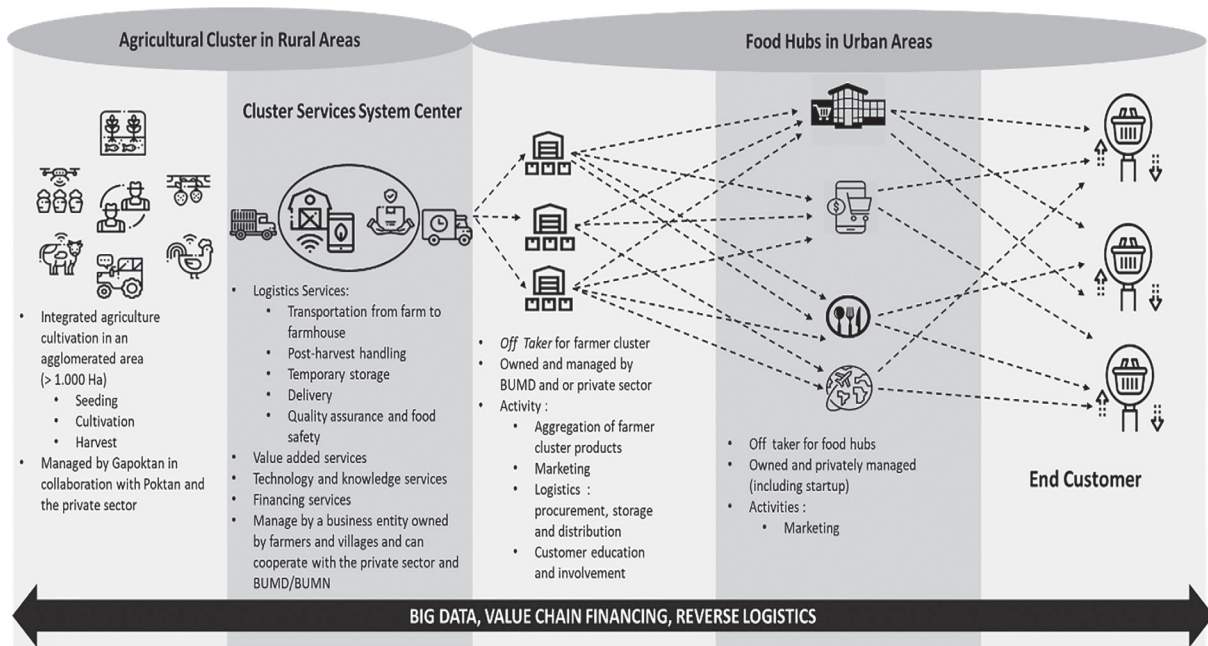 Agricultural Cluster in Rural Areas
Food Hubs in Urban Areas
Cluster Services System Center
• Integrated agriculture
cultivation in an
agglomerated area
(> 1.000 Ha)
• Seeding
• Cultivation
• Harvest
• Managed by Gapoktan in
collaboration with Poktan and
the private sector
• Logistics Services:
• Transportation from farm to
farmhouse
• Post-harvest handling
• Temporary storage
• Delivery
• Quality assurance and food
safety
• Value added services
• Technology and knowledge services
• Financing services
• Manage by a business entity owned
by farmers and villages and can
cooperate with the private sector and
BUMD/BUMN
• Off Taker for farmer cluster
• Owned and managed by
BUMD and or private sector
• Activity :
• Aggregation of farmer
cluster products
• Marketing
• Logistics :
procurement, storage
and distribution
• Customer education
and involvement
$
• Off taker for food hubs
• Owned and privately managed
(including startup)
• Activities :
• Marketing
End Customer
BIG DATA, VALUE CHAIN FINANCING, REVERSE LOGISTICS